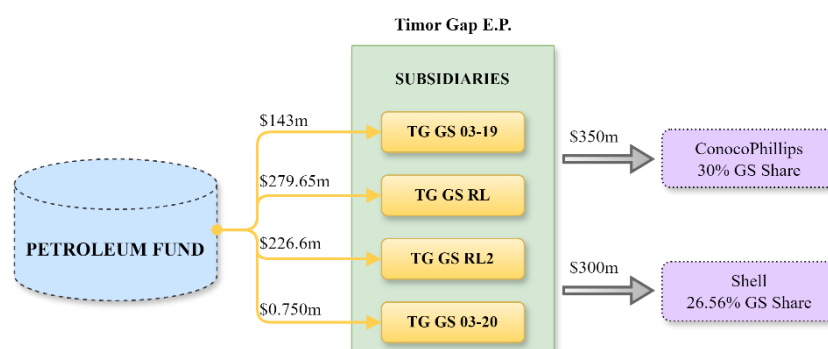 Timor Gap E.P.
SUBSIDIARIES
$143m
TG GS 03-19
$350m
ConocoPhillips
30% GS Share
$279.65m
TG GS RL
PETROLEUM FUND
$226.6m
TG GS RL2
$300m
Shell
26.56% GS Share
$0.750m
TG GS 03-20